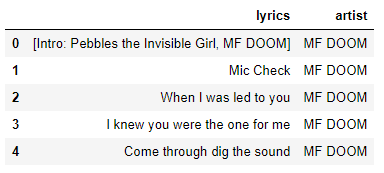 lyrics artist
0 [Intro: Pebbles the Invisible Girl, MF DOOM] MF DOOM
1 Mic Check MF DOOM
2 When I was led to you MF DOOM
3 I knew you were the one for me MF DOOM
4 Come through dig the sound MF DOOM